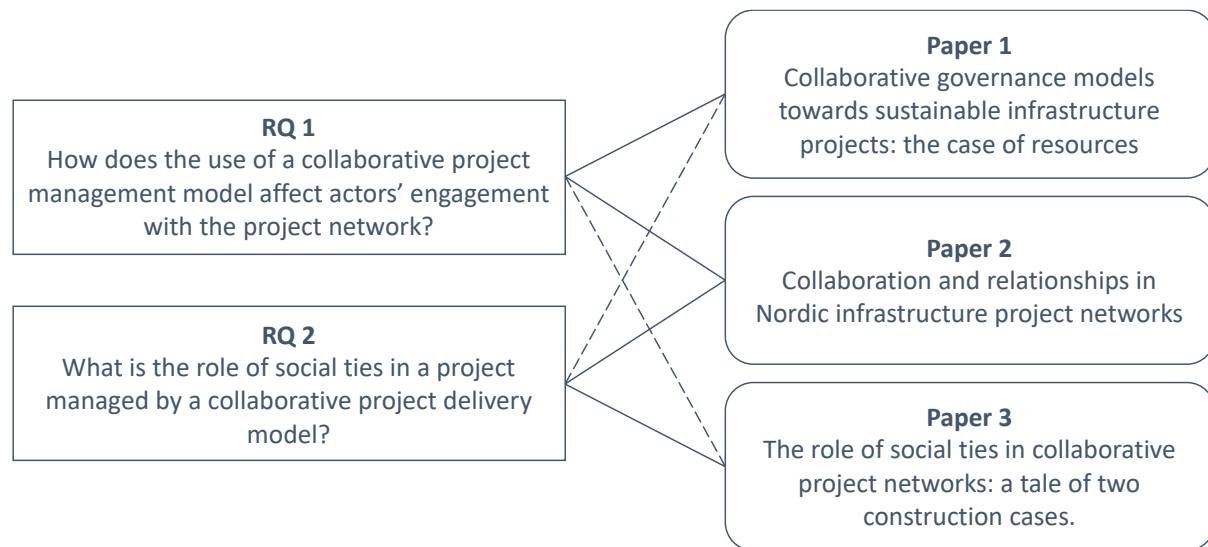 RQ 1
How does the use of a collaborative project
management model affect actors’ engagement
with the project network?
RQ 2
What is the role of social ties in a project
managed by a collaborative project delivery
model?
Paper 1
Collaborative governance models
towards sustainable infrastructure
projects: the case of resources
Paper 2
Collaboration and relationships in
Nordic infrastructure project networks
Paper 3
The role of social ties in collaborative
project networks: a tale of two
construction cases.